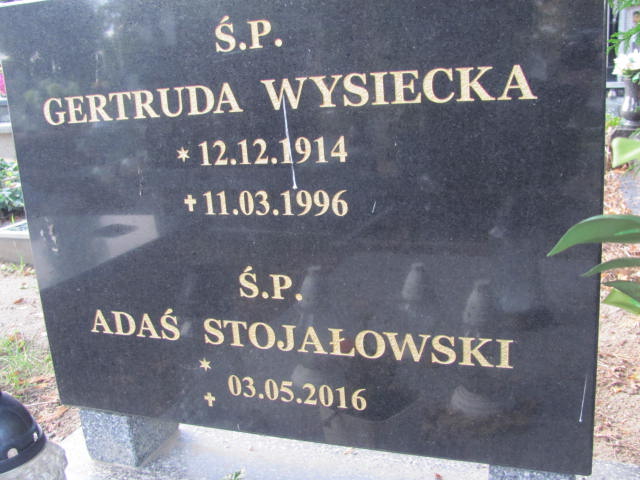 Ś.P.
GERTRUDA WYSIECKA
* 12.12.1914
✝ 11.03.1996
Ś.P.
ADAŚ STOJAŁOWSKI
*
✝ 03.05.2016